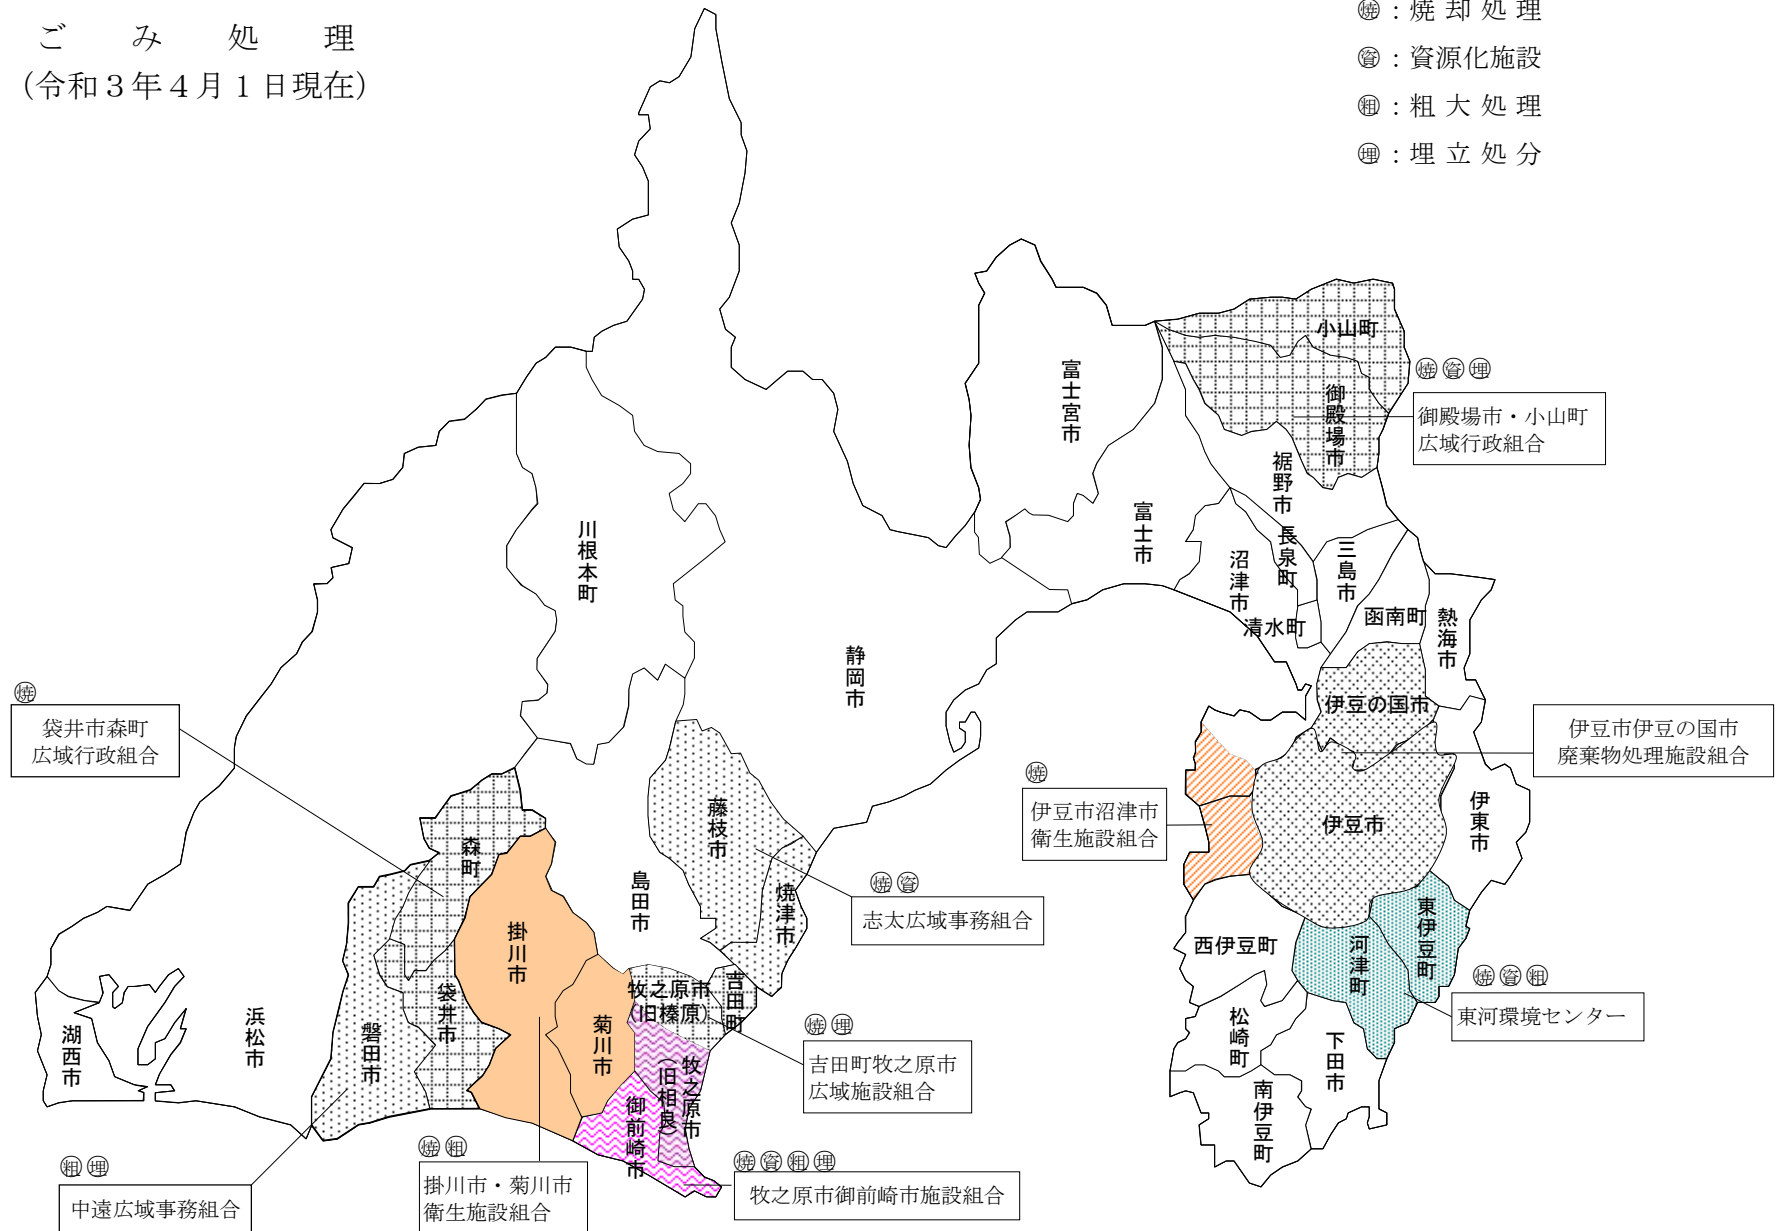 ごみ処理
(令和3年4月1日現在)
㊙焼：焼却処理
資：資源化施設
粗：粗大処理
埋：埋立処分
小山町
御殿場市
焼 資 埋
御殿場市・小山町
広域行政組合
富士宮市
裾野市
富士市
長泉町
沼津市
三島市
清水町
函南町
熱海市
川根本町
静岡市
焼
袋井市森町
広域行政組合
伊豆の国市
伊豆市伊豆の国市
廃棄物処理施設組合
焼
伊豆市沼津市
衛生施設組合
伊豆市
伊東市
藤枝市
森町
島田市
焼津市
焼 資
志太広域事務組合
掛川市
西伊豆町
河津町
東伊豆町
焼 資 粗
東河環境センター
牧之原市
(旧榛原)
吉田町
袋井市
磐田市
菊川市
浜松市
湖西市
焼 埋
吉田町牧之原市
広域施設組合
牧之原市
(旧相良)
御前崎市
松崎町
下田市
南伊豆町
粗 埋
中遠広域事務組合
焼 粗
掛川市・菊川市
衛生施設組合
焼 資 粗 埋
牧之原市御前崎市施設組合